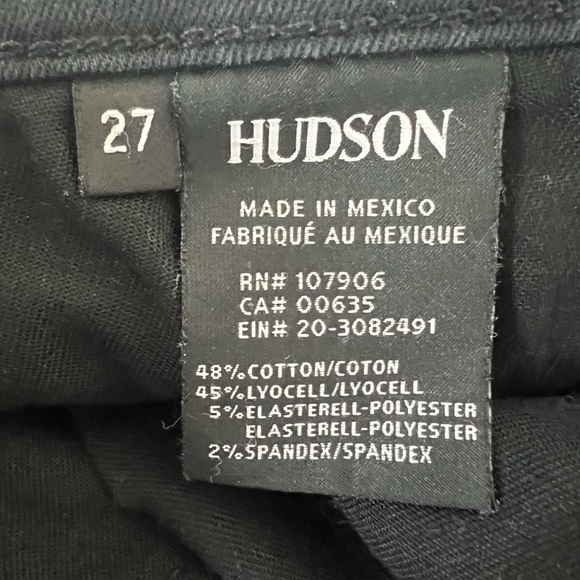 27
HUDSON
MADE IN MEXICO
FABRIQUÉ AU MEXIQUE
RN# 107906
CA# 00635
EIN# 20-3082491
48% COTTON/COTON
45% LYOCELL/LYOCELL
5% ELASTERELL-POLYESTER
ELASTERELL-POLYESTER
2% SPANDEX/SPANDEX